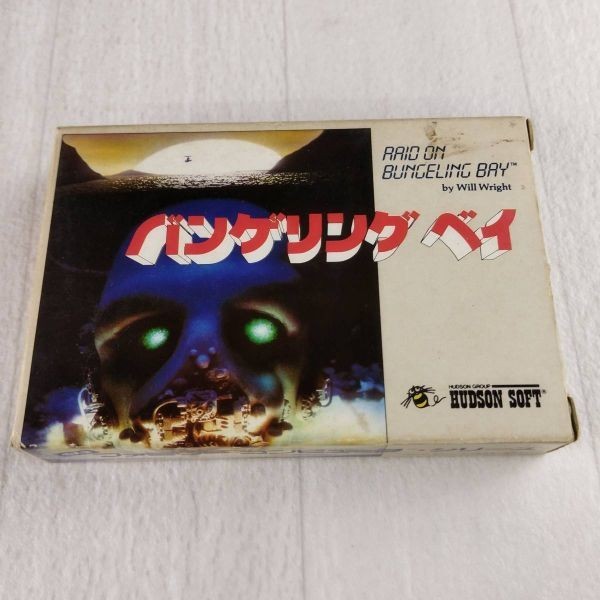 RAID ON
BUNGELING BAY™
by Will Wright
バンゲリング ベイ
HUDSON GROUP
HUDSON SOFT®